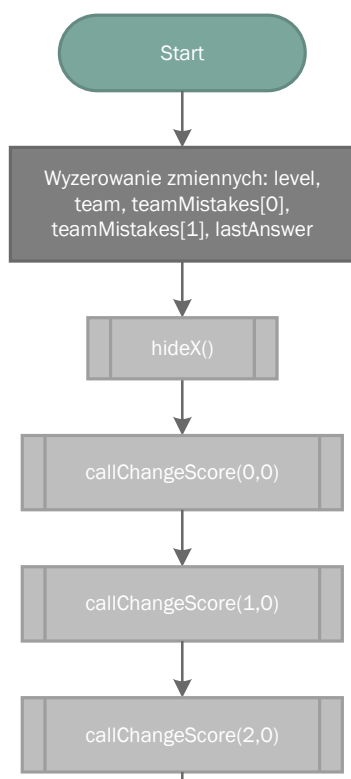 Start
Wyzerowanie zmiennych: level,
team, teamMistakes[0],
teamMistakes[1], lastAnswer
hideX()
callChangeScore(0,0)
callChangeScore(1,0)
callChangeScore(2,0)